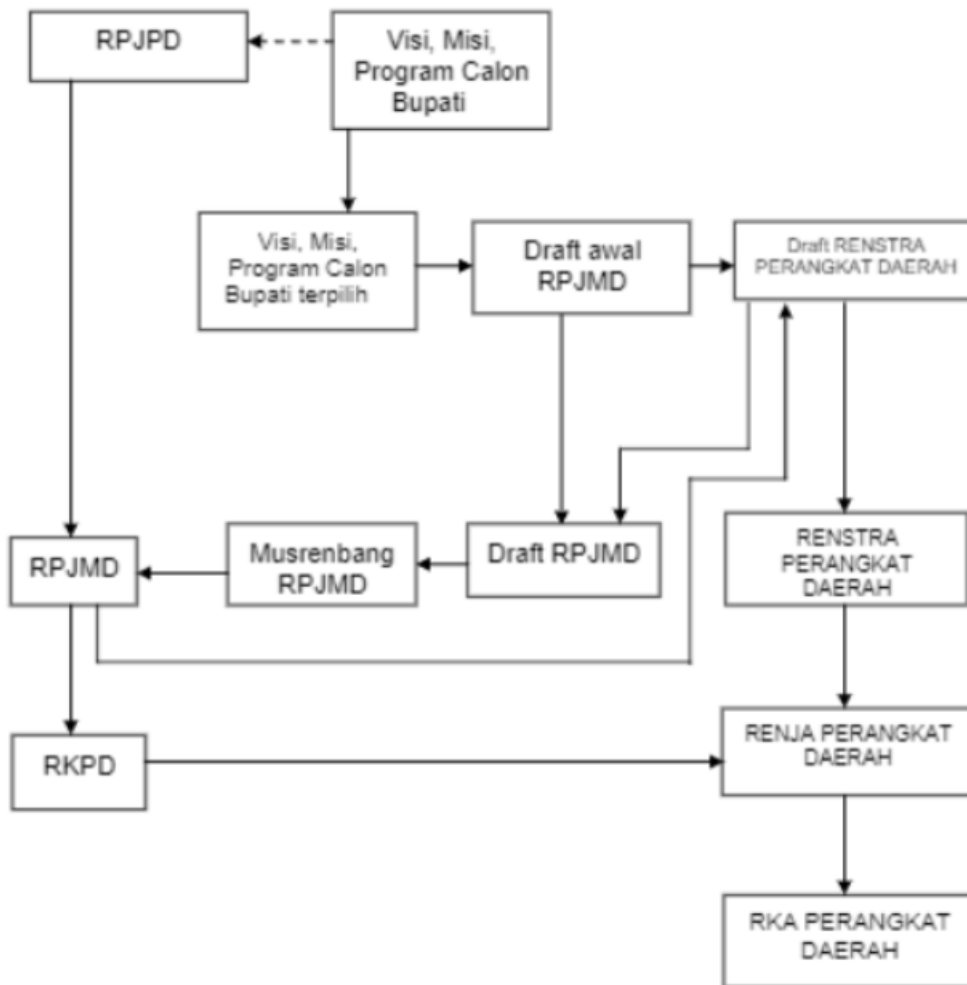 RPJPD
Visi, Misi,
Program Calon
Bupati
Visi, Misi,
Program Calon
Bupati terpilih
Draft awal
RPJMD
Draft RENSTRA
PERANGKAT DAERAH
RPJMD
Musrenbang
RPJMD
Draft RPJMD
RENSTRA
PERANGKAT
DAERAH
RKPD
RENJA PERANGKAT
DAERAH
RKA PERANGKAT
DAERAH